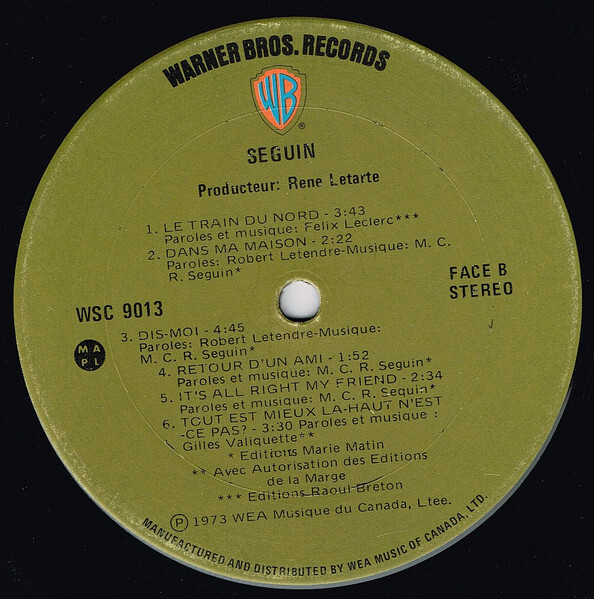 WARNER BROS. RECORDS
WB
®
SEGUIN
Producteur: Rene Letarte
1. LE TRAIN DU NORD - 3:43
Paroles et musique: Felix Leclerc***
2. DANS MA MAISON - 2:22
Paroles: Robert Letendre-Musique: M. C.
R. Seguin*
WSC 9013
FACE B
STEREO
MAPL
3. DIS-MOI - 4:45
Paroles: Robert Letendre-Musique:
M. C. R. Seguin*
4. RETOUR D'UN AMI - 1:52
Paroles et musique: M. C. R. Seguin*
5. IT'S ALL RIGHT MY FRIEND - 2:34
Paroles et musique: M. C. R. Seguin*
6. TOUT EST MIEUX LA-HAUT N'EST
-CE PAS? - 3:30 Paroles et musique :
Gilles Valiquette**
* Editions Marie Matin
** Avec Autorisation des Editions
de la Marge
*** Editions Raoul Breton
Ⓟ 1973 WEA Musique du Canada, Ltee.
MANUFACTURED AND DISTRIBUTED BY WEA MUSIC OF CANADA, LTD.